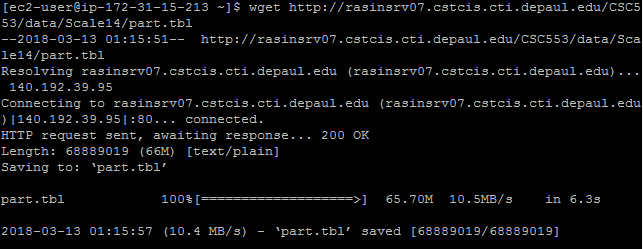 [ec2-user@ip-172-31-15-213 ~]$ wget http://rasinsrv07.cstcis.cti.depaul.edu/CSC5
53/data/Scale14/part.tbl
--2018-03-13 01:15:51--  http://rasinsrv07.cstcis.cti.depaul.edu/CSC553/data/Sca
le14/part.tbl
Resolving rasinsrv07.cstcis.cti.depaul.edu (rasinsrv07.cstcis.cti.depaul.edu)...
 140.192.39.95
Connecting to rasinsrv07.cstcis.cti.depaul.edu (rasinsrv07.cstcis.cti.depaul.edu
)|140.192.39.95|:80... connected.
HTTP request sent, awaiting response... 200 OK
Length: 68889019 (66M) [text/plain]
Saving to: ‘part.tbl’
part.tbl            100%[===================>]  65.70M  10.5MB/s    in 6.3s
2018-03-13 01:15:57 (10.4 MB/s) - ‘part.tbl’ saved [68889019/68889019]